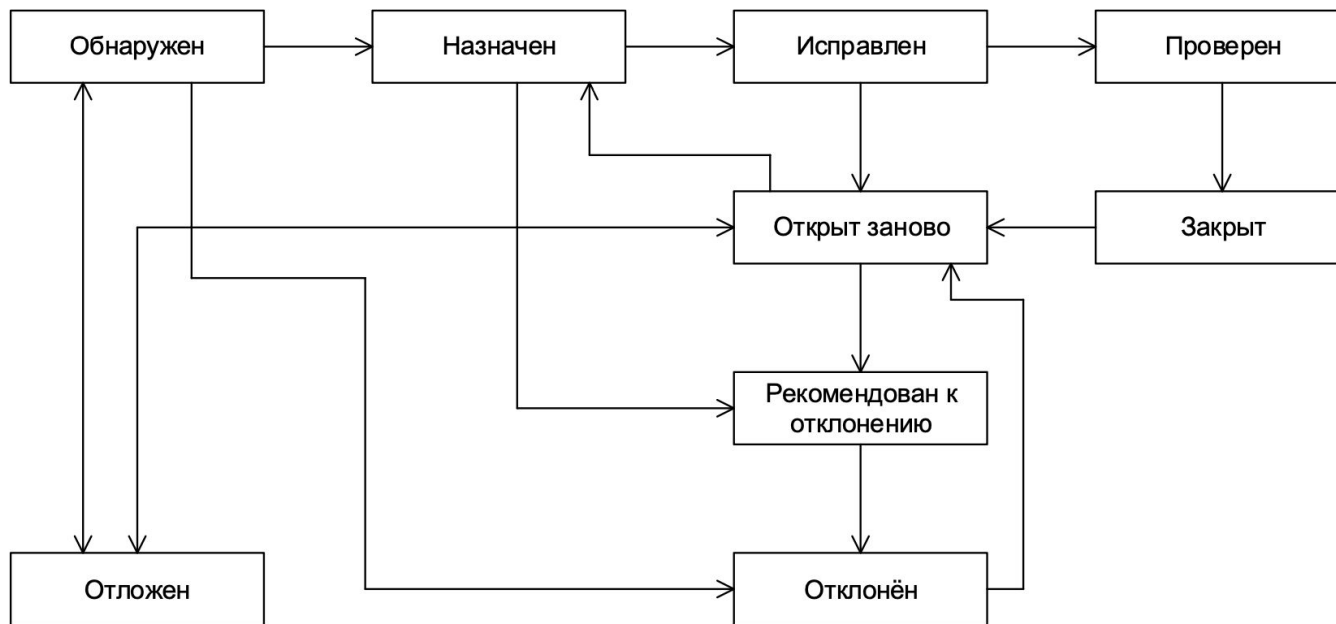 Обнаружен
Назначен
Исправлен
Проверен
Открыт заново
Закрыт
Рекомендован к
отклонению
Отложен
Отклонён